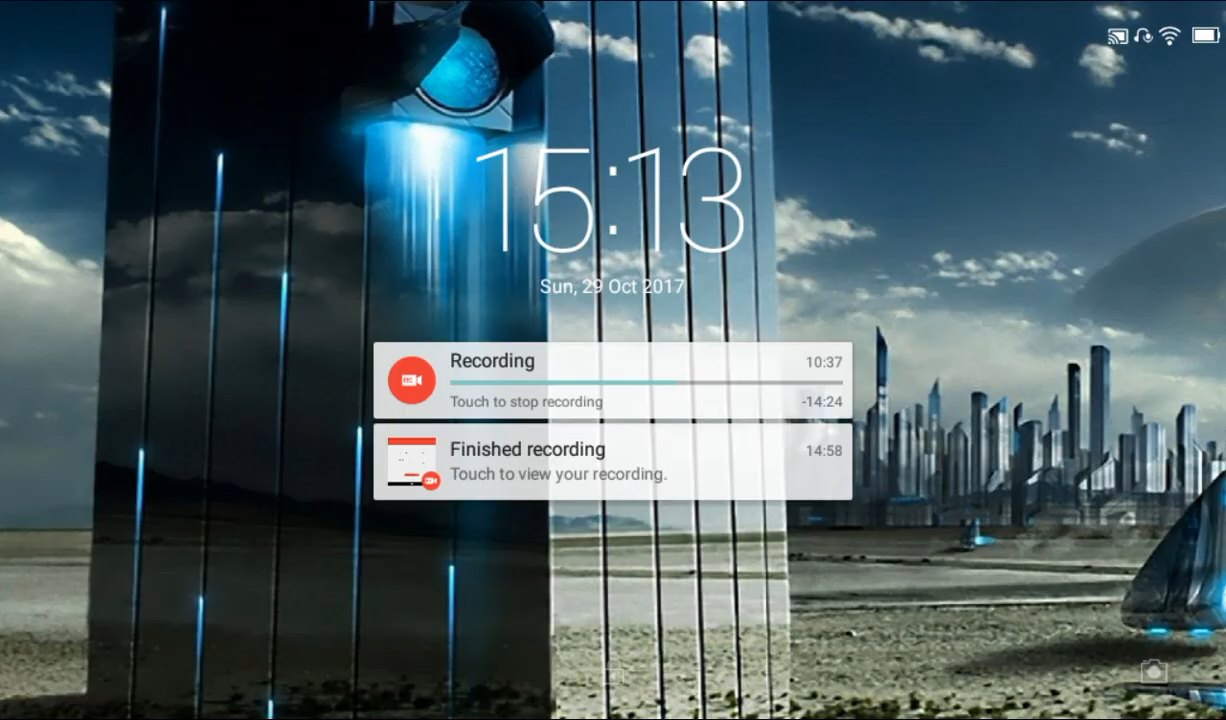 15:13
Sun, 29 Oct 2017
Recording 10:37
Touch to stop recording -14:24
Finished recording 14:58
Touch to view your recording.